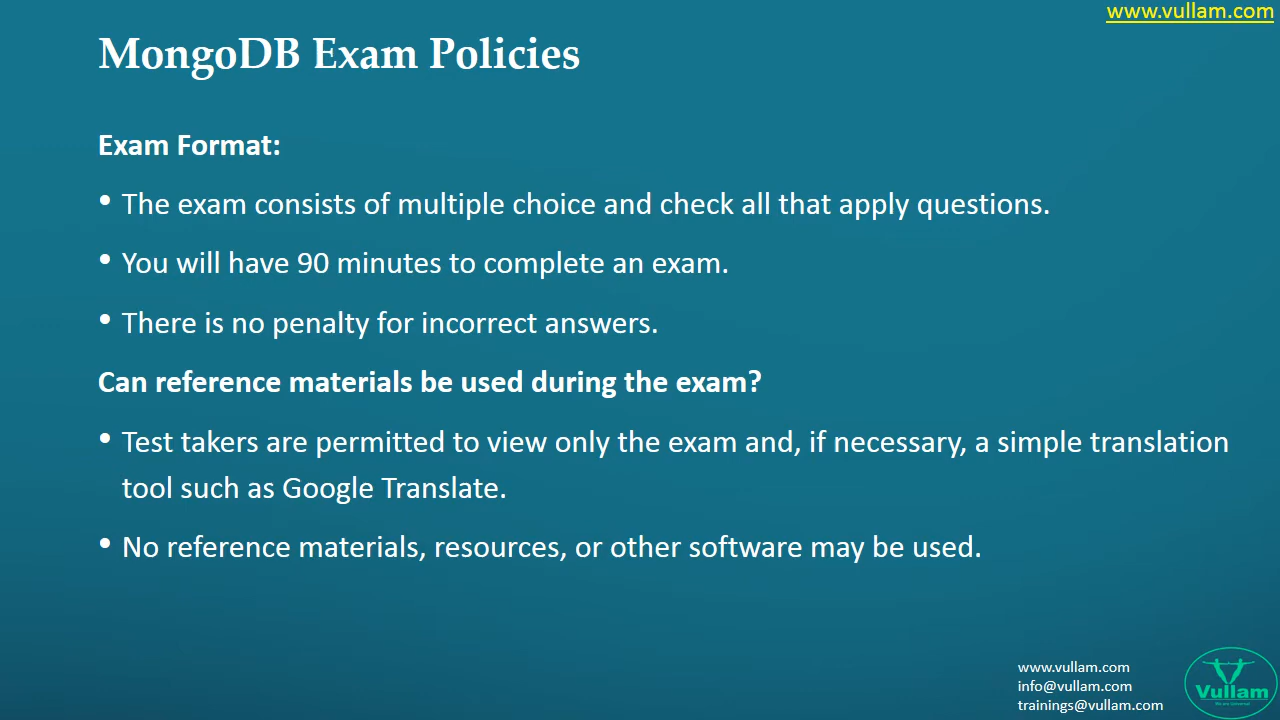 www.vullam.com
MongoDB Exam Policies
Exam Format:
• The exam consists of multiple choice and check all that apply questions.
• You will have 90 minutes to complete an exam.
• There is no penalty for incorrect answers.
Can reference materials be used during the exam?
• Test takers are permitted to view only the exam and, if necessary, a simple translation
tool such as Google Translate.
• No reference materials, resources, or other software may be used.
www.vullam.com
info@vullam.com
trainings@vullam.com
Vullam
We are Universal